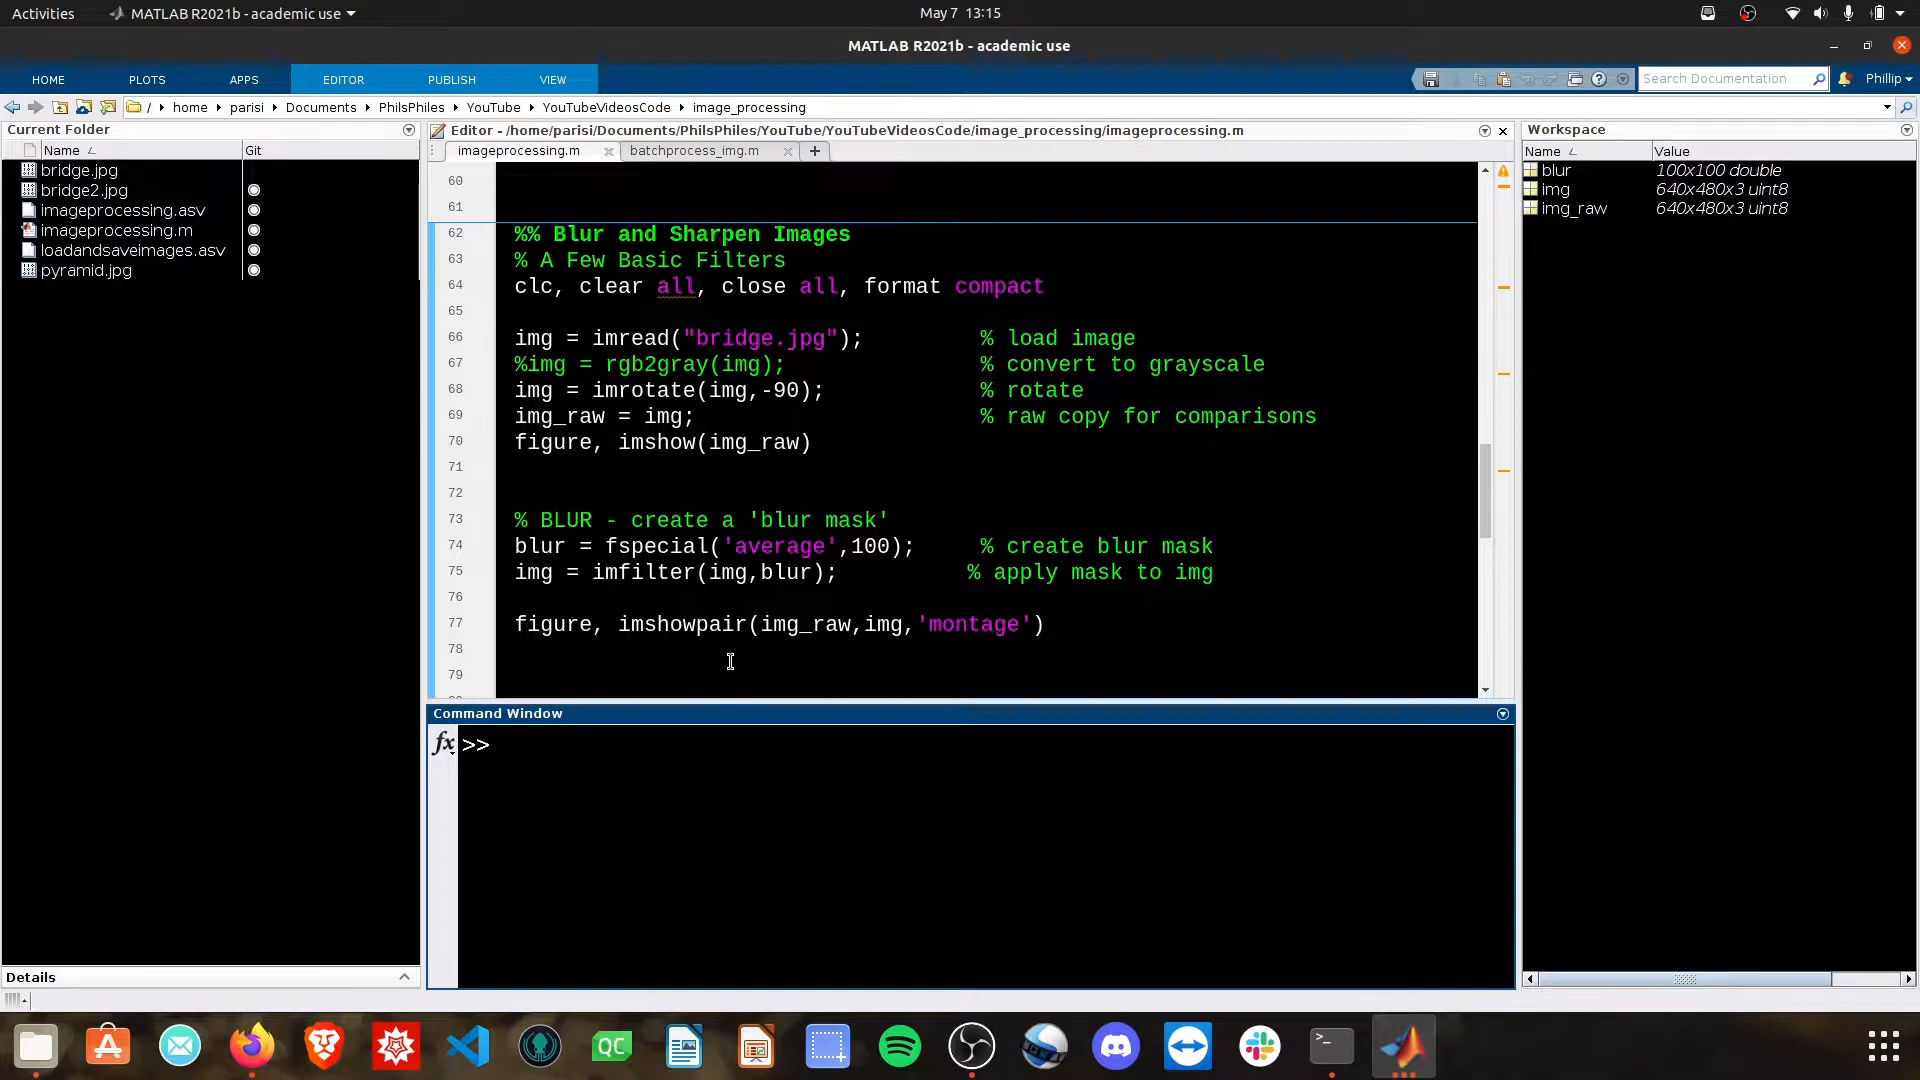 Activities MATLAB R2021b - academic use May 7 13:15
MATLAB R2021b - academic use
HOME PLOTS APPS EDITOR PUBLISH VIEW Search Documentation Phillip
/ home parisi Documents PhilsPhiles YouTube YouTubeVideosCode image_processing
Current Folder
Name Git
bridge.jpg
bridge2.jpg
imageprocessing.asv
imageprocessing.m
loadandsaveimages.asv
pyramid.jpg
Details
Editor - /home/parisi/Documents/PhilsPhiles/YouTube/YouTubeVideosCode/image_processing/imageprocessing.m
imageprocessing.m batchprocess_img.m
60
61
62 %% Blur and Sharpen Images
63 % A Few Basic Filters
64 clc, clear all, close all, format compact
65
66 img = imread("bridge.jpg"); % load image
67 %img = rgb2gray(img); % convert to grayscale
68 img = imrotate(img,-90); % rotate
69 img_raw = img; % raw copy for comparisons
70 figure, imshow(img_raw)
71
72
73 % BLUR - create a 'blur mask'
74 blur = fspecial('average',100); % create blur mask
75 img = imfilter(img,blur); % apply mask to img
76
77 figure, imshowpair(img_raw,img,'montage')
78
79
Command Window
fx >>
Workspace
Name Value
blur 100x100 double
img 640x480x3 uint8
img_raw 640x480x3 uint8
QC
>_